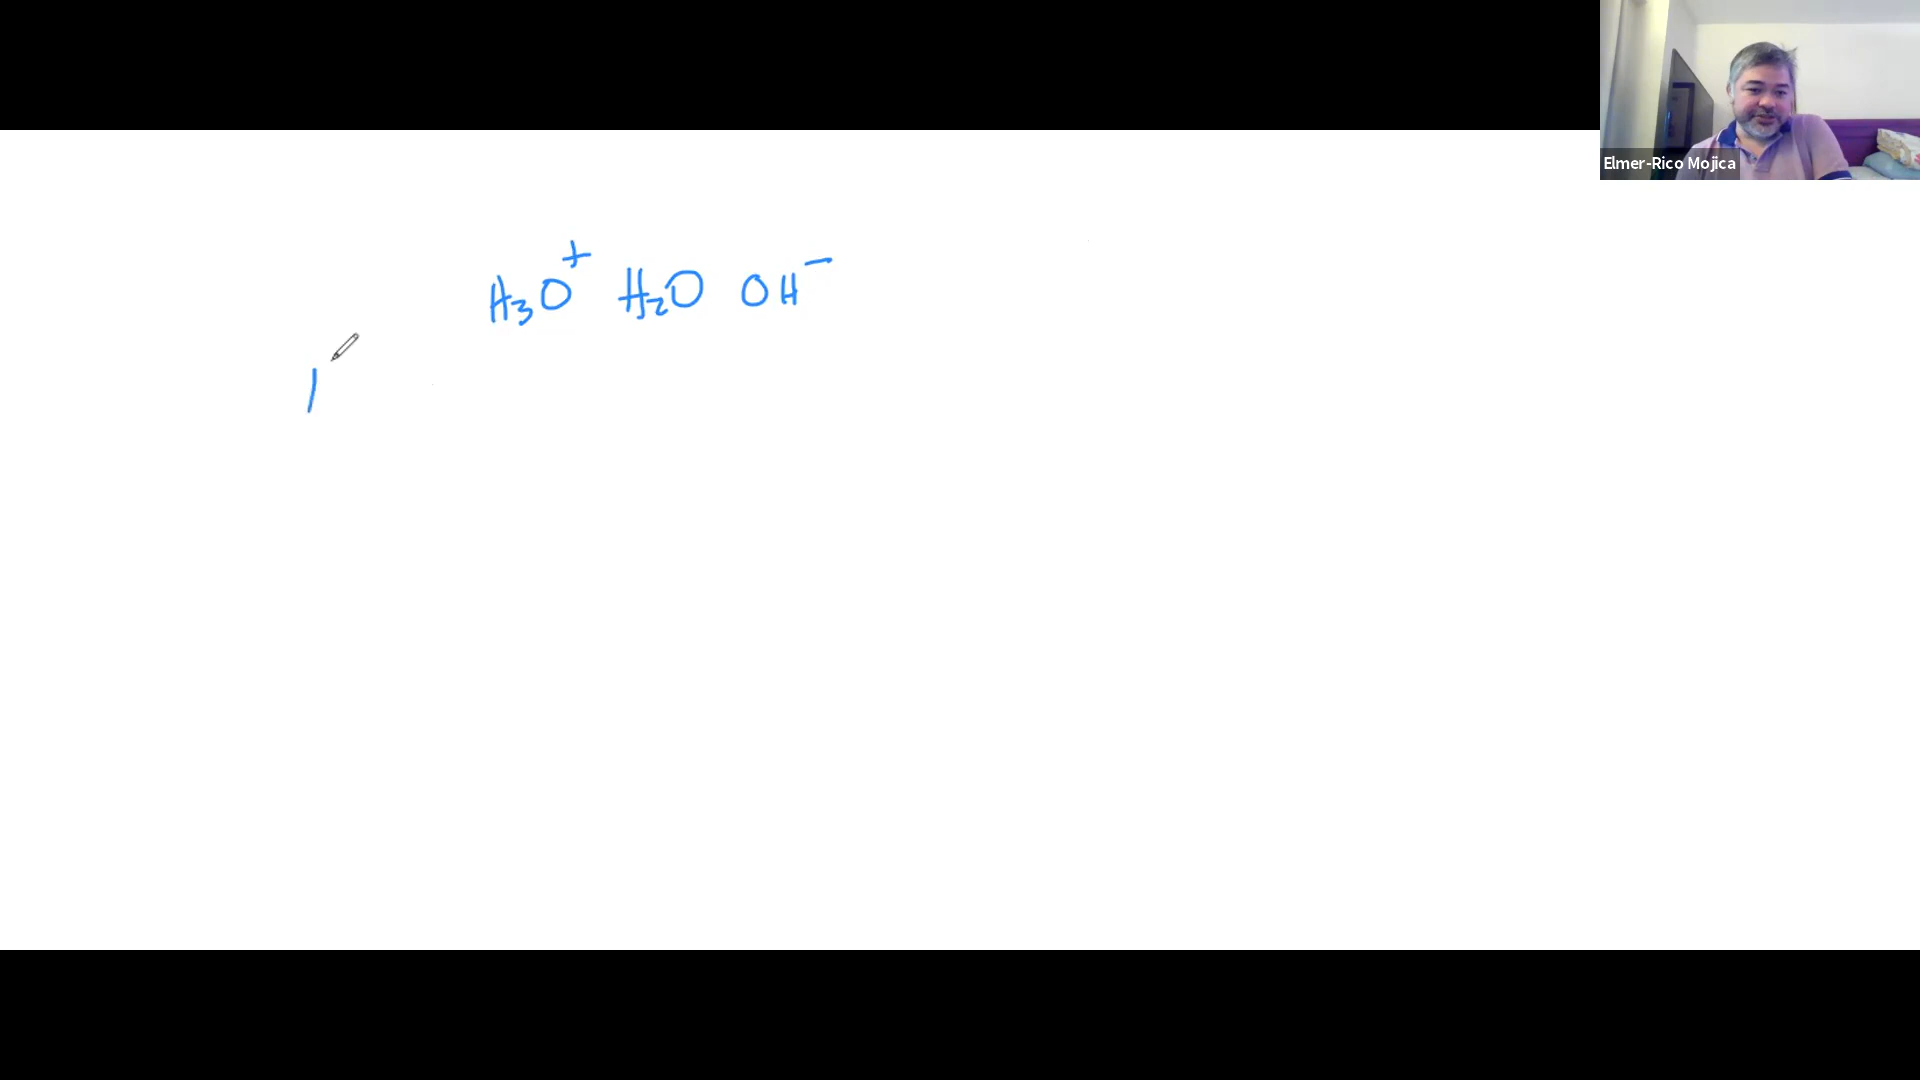 Elmer-Rico Mojica
H₃O⁺ H₂O OH⁻